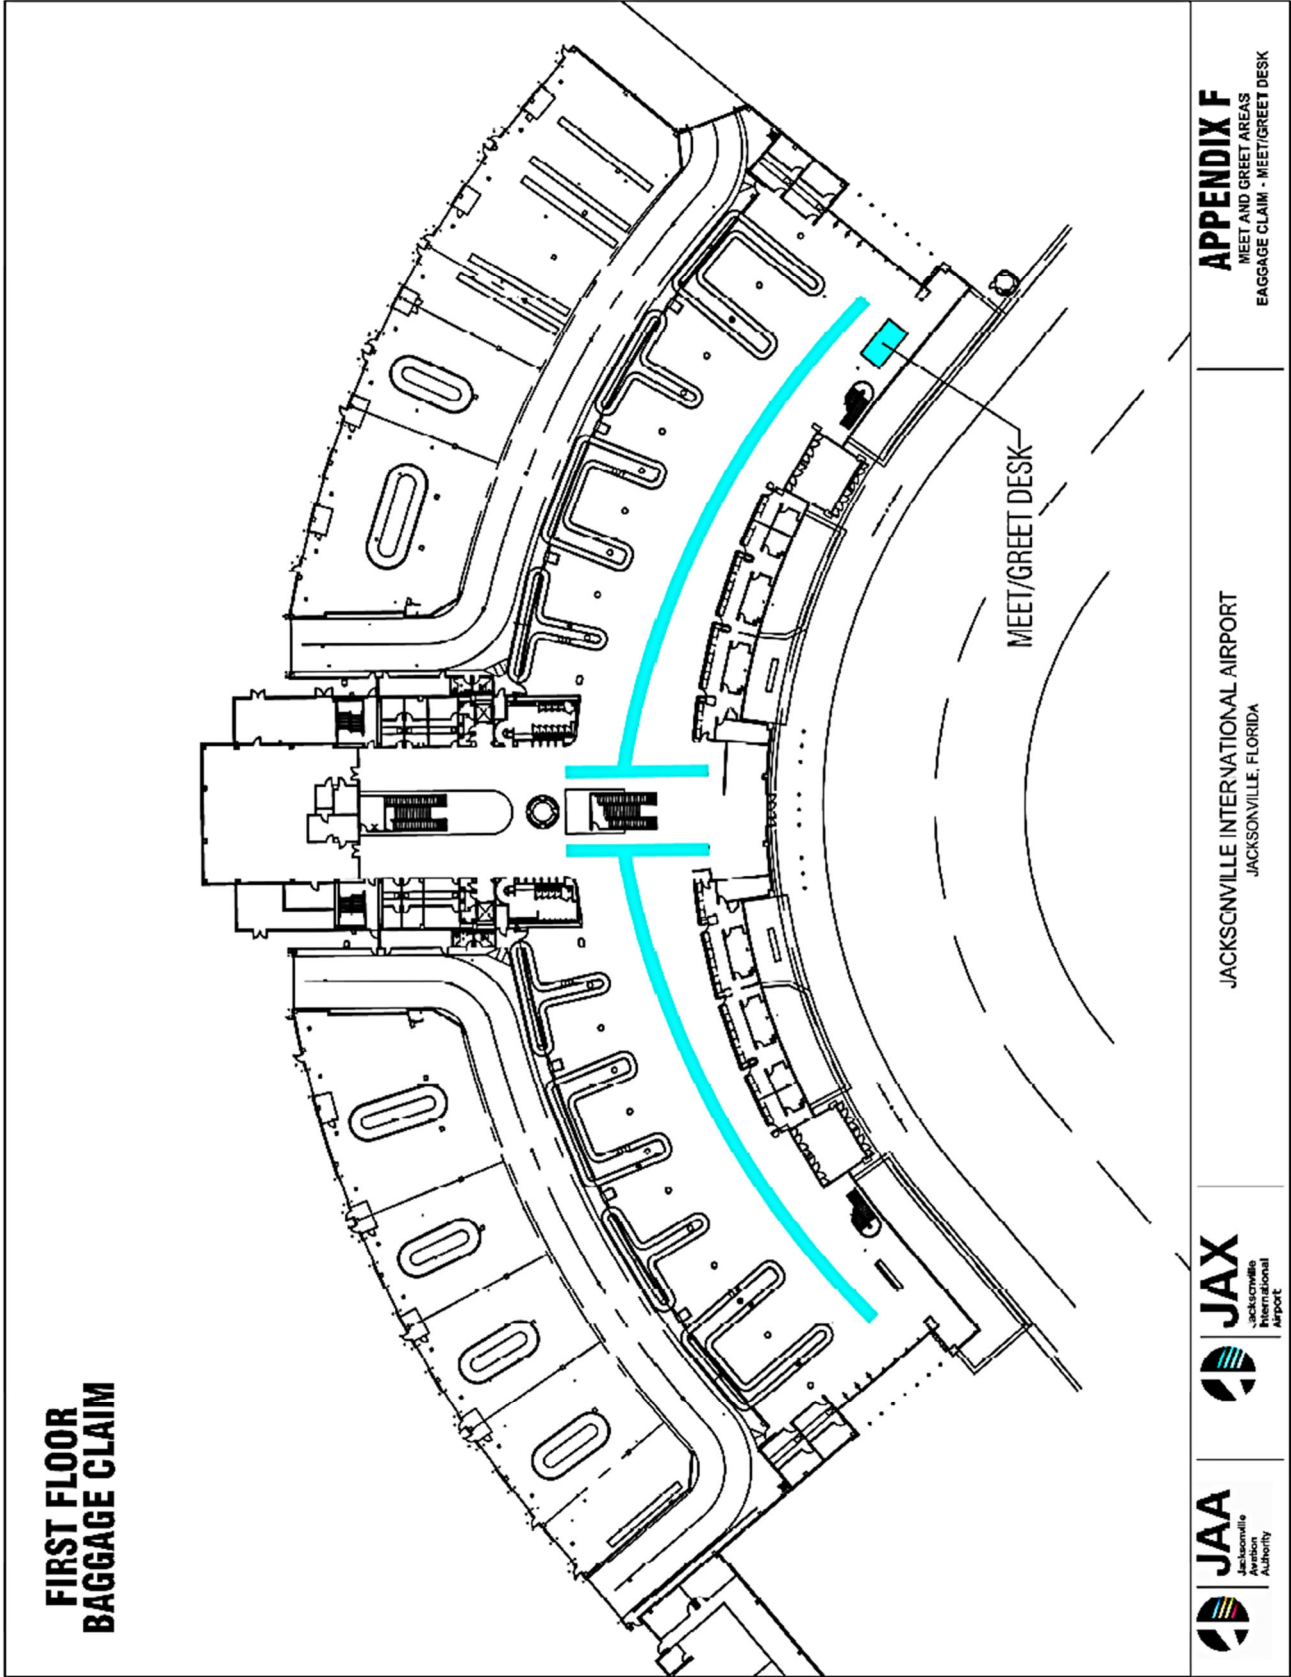 FIRST FLOOR
BAGGAGE CLAIM
MEET/GREET DESK
JAA
Jacksonville
Aviation
Authority
JAX
Jacksonville
International
Airport
JACKSONVILLE INTERNATIONAL AIRPORT
JACKSONVILLE, FLORIDA
APPENDIX F
MEET AND GREET AREAS
EAGGAGE CLAIM - MEET/GREET DESK